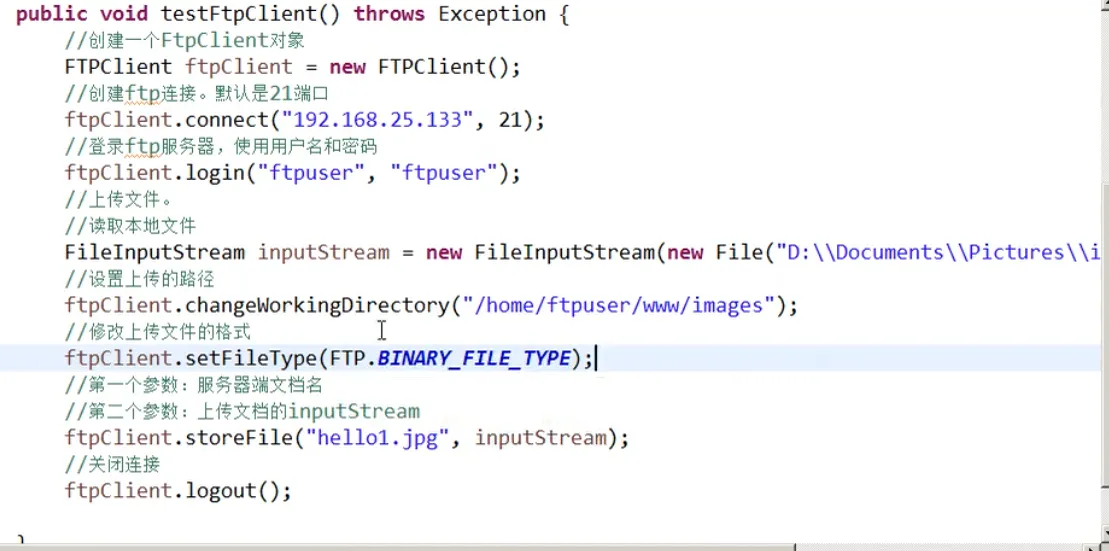 public void testFtpClient() throws Exception {
//创建一个FtpClient对象
FTPClient ftpClient = new FTPClient();
//创建ftp连接。默认是21端口
ftpClient.connect("192.168.25.133", 21);
//登录ftp服务器，使用用户名和密码
ftpClient.login("ftpuser", "ftpuser");
//上传文件。
//读取本地文件
FileInputStream inputStream = new FileInputStream(new File("D:\\Documents\\Pictures\\i
//设置上传的路径
ftpClient.changeWorkingDirectory("/home/ftpuser/www/images");
//修改上传文件的格式
ftpClient.setFileType(FTP.BINARY_FILE_TYPE);
//第一个参数：服务器端文档名
//第二个参数：上传文档的inputStream
ftpClient.storeFile("hello1.jpg", inputStream);
//关闭连接
ftpClient.logout();
}